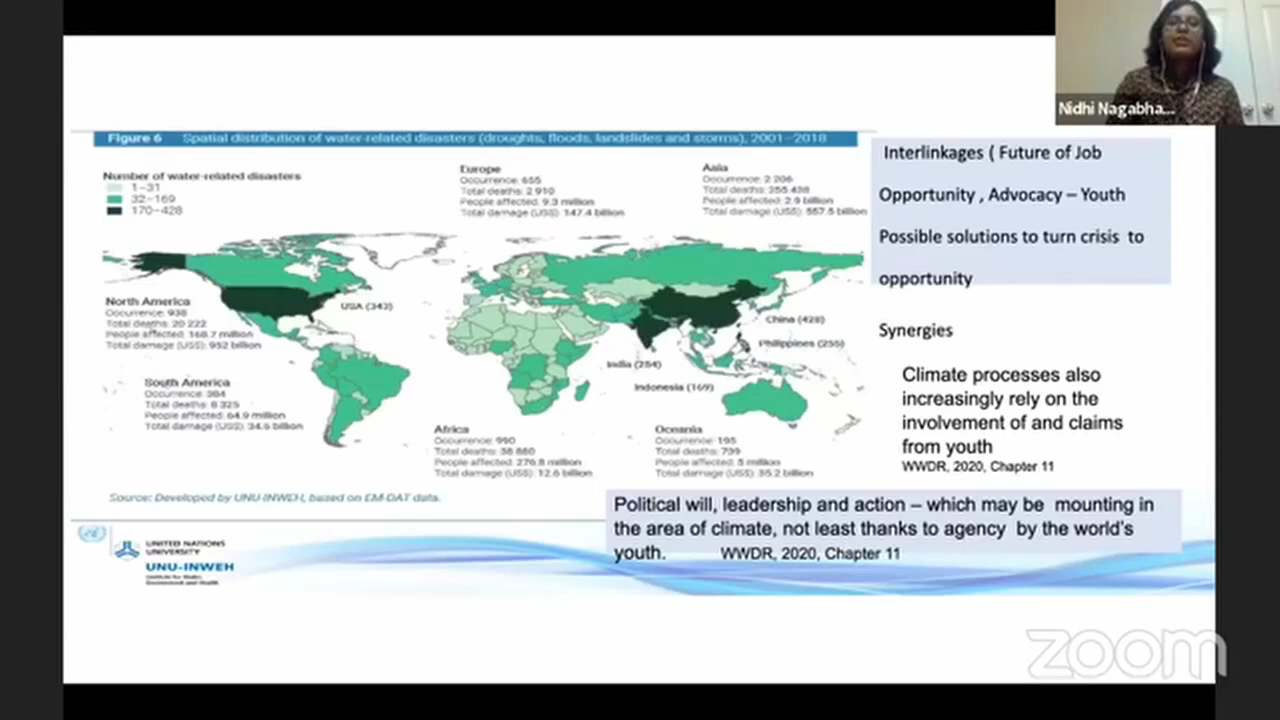 Nidhi Nagabha...
Figure 6 Spatial distribution of water-related disasters (droughts, floods, landslides and storms), 2001–2018
Number of water-related disasters
1–31
32–169
170–428
Europe
Occurrence: 655
Total deaths: 2 910
People affected: 9.3 million
Total damage (US$): 147.4 billion
Asia
Occurrence: 2 206
Total deaths: 255 438
People affected: 2.9 billion
Total damage (US$): 557.5 billion
North America
Occurrence: 938
Total deaths: 20 222
People affected: 168.7 million
Total damage (US$): 952 billion
USA (343)
China (428)
Philippines (255)
India (254)
Indonesia (169)
South America
Occurrence: 384
Total deaths: 8 325
People affected: 64.9 million
Total damage (US$): 34.6 billion
Africa
Occurrence: 990
Total deaths: 38 880
People affected: 276.8 million
Total damage (US$): 12.6 billion
Oceania
Occurrence: 195
Total deaths: 739
People affected: 5 million
Total damage (US$): 35.2 billion
Source: Developed by UNU-INWEH, based on EM-DAT data.
Interlinkages ( Future of Job
Opportunity , Advocacy – Youth
Possible solutions to turn crisis to
opportunity
Synergies
Climate processes also
increasingly rely on the
involvement of and claims
from youth
WWDR, 2020, Chapter 11
Political will, leadership and action – which may be mounting in
the area of climate, not least thanks to agency by the world's
youth. WWDR, 2020, Chapter 11
UNITED NATIONS
UNIVERSITY
UNU-INWEH
Institute for Water,
Environment and Health
zoom